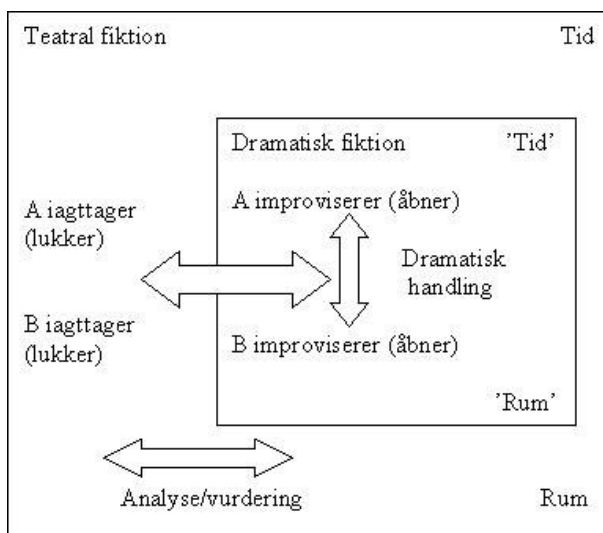 Teatral fiktion Tid
Dramatisk fiktion 'Tid'
A iagttager
(lukker)
A improviserer (åbner)
Dramatisk
handling
B iagttager
(lukker)
B improviserer (åbner)
'Rum'
Analyse/vurdering Rum